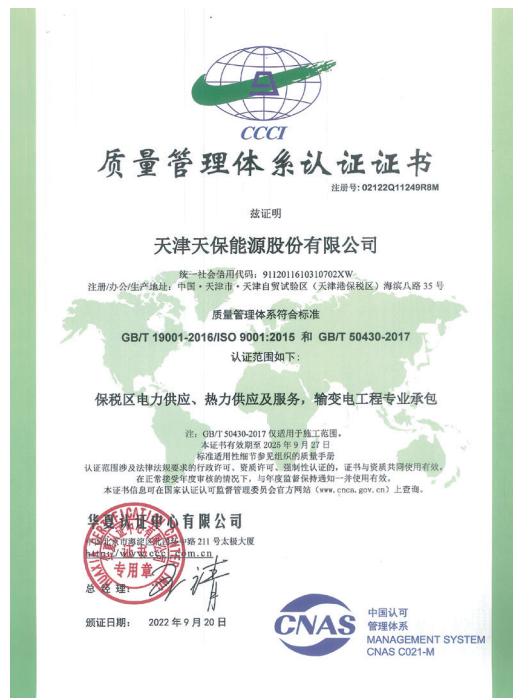 CCCI
质量管理体系认证证书
注册号: 02122Q11249R8M
兹证明
天津天保能源股份有限公司
统一社会信用代码: 9112011610310702XW
注册/办公/生产地址: 中国·天津市·天津自贸试验区（天津港保税区）海滨八路 35 号
质量管理体系符合标准
GB/T 19001-2016/ISO 9001:2015 和 GB/T 50430-2017
认证范围如下:
保税区电力供应、热力供应及服务，输变电工程专业承包
注: GB/T 50430-2017 仅适用于施工范围。
本证书有效期至 2025 年 9 月 27 日
标准适用性细节参见组织的质量手册
认证范围涉及法律法规要求的行政许可、资质许可、强制性认证的，证书与资质共同使用有效。
在正常接受年度审核的情况下，与年度监督保持通知一并使用有效。
本证书信息可在国家认证认可监督管理委员会官方网站（www.cnca.gov.cn）上查询。
华夏认证中心有限公司
211 号太极大厦
http://www.ccci.com.cn
专用章
总 经 理:
颁证日期: 2022 年 9 月 20 日
CNAS
中国认可
管理体系
MANAGEMENT SYSTEM
CNAS C021-M